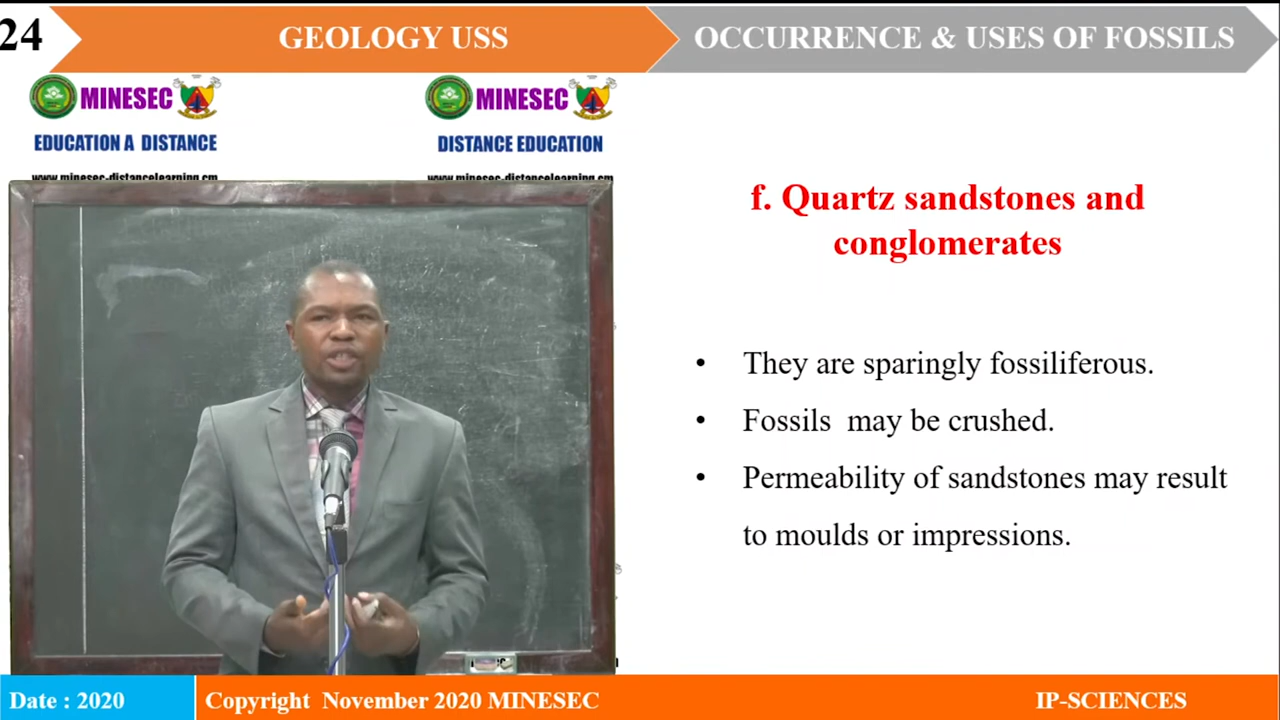 24
GEOLOGY USS
OCCURRENCE & USES OF FOSSILS
MINESEC
EDUCATION A DISTANCE
www.minesec-distancelearning.cm
MINESEC
DISTANCE EDUCATION
www.minesec-distancelearning.cm
f. Quartz sandstones and
conglomerates
• They are sparingly fossiliferous.
• Fossils may be crushed.
• Permeability of sandstones may result
to moulds or impressions.
Date : 2020
Copyright November 2020 MINESEC
IP-SCIENCES